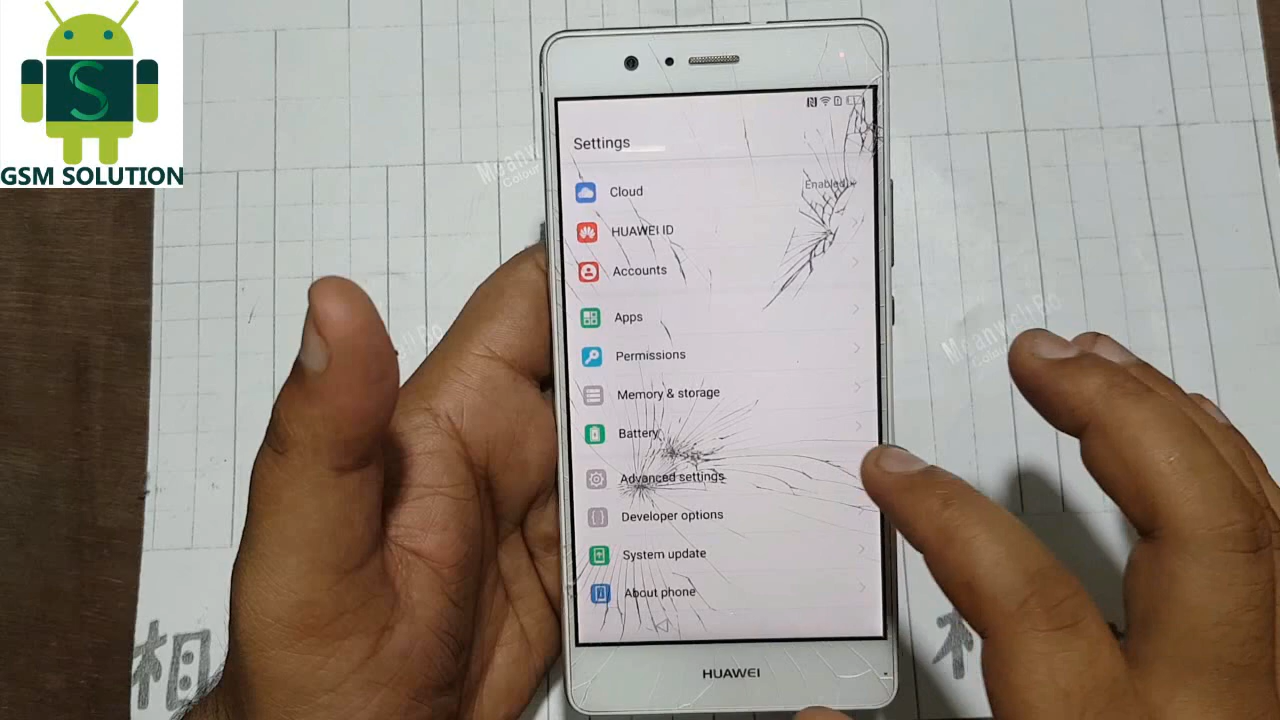 S
GSM SOLUTION
Settings
Cloud
Enabled
HUAWEI ID
Accounts
Apps
Permissions
Memory & storage
Battery
Advanced settings
Developer options
System update
About phone
HUAWEI
相